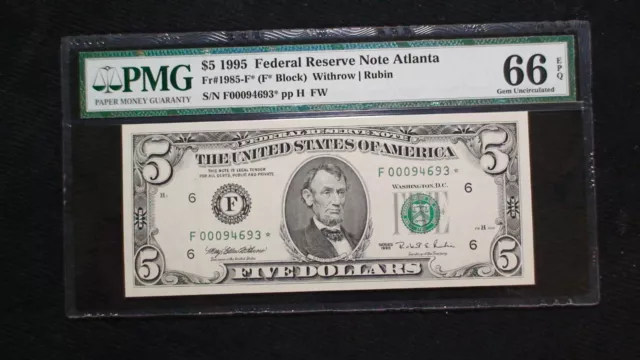 PMG
PAPER MONEY GUARANTY
$5 1995 Federal Reserve Note Atlanta
Fr#1985-F* (F* Block) Withrow | Rubin
S/N F00094693* pp H FW
66 EPQ
Gem Uncirculated
FEDERAL RESERVE NOTE
THE UNITED STATES OF AMERICA
5
5
THIS NOTE IS LEGAL TENDER
FOR ALL DEBTS, PUBLIC AND PRIVATE
F 00094693 *
WASHINGTON, D.C.
6
6
F
F 00094693 *
6
6
SERIES
1995
5
FIVE DOLLARS
5